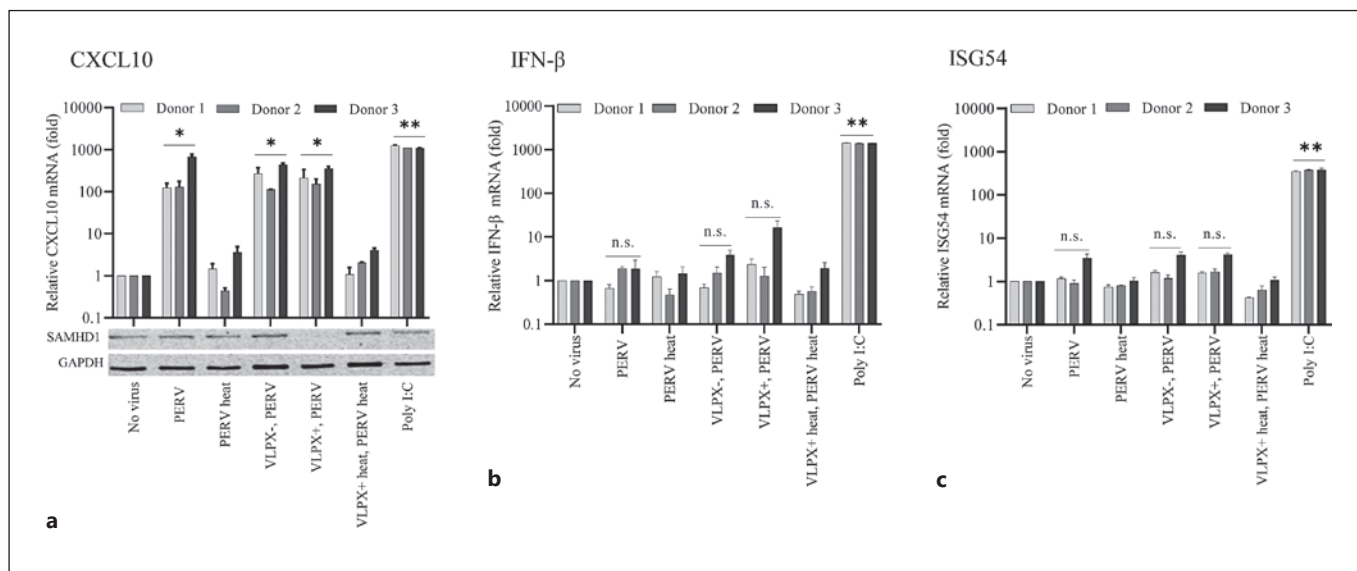 CXCL10
Donor 1 Donor 2 Donor 3
Relative CXCL10 mRNA (fold)
10000
1000
100
10
1
0.1
*
*
*
**
SAMHD1
GAPDH
No virus
PERV
PERV heat
VLPX-, PERV
VLPX+, PERV
VLPX+ heat, PERV heat
Poly I:C
a
IFN-β
Donor 1 Donor 2 Donor 3
Relative IFN-β mRNA (fold)
10000
1000
100
10
1
0.1
n.s.
n.s.
n.s.
**
No virus
PERV
PERV heat
VLPX-, PERV
VLPX+, PERV
VLPX+ heat, PERV heat
Poly I:C
b
ISG54
Donor 1 Donor 2 Donor 3
Relative ISG54 mRNA (fold)
10000
1000
100
10
1
0.1
n.s.
n.s.
n.s.
**
No virus
PERV
PERV heat
VLPX-, PERV
VLPX+, PERV
VLPX+ heat, PERV heat
Poly I:C
c